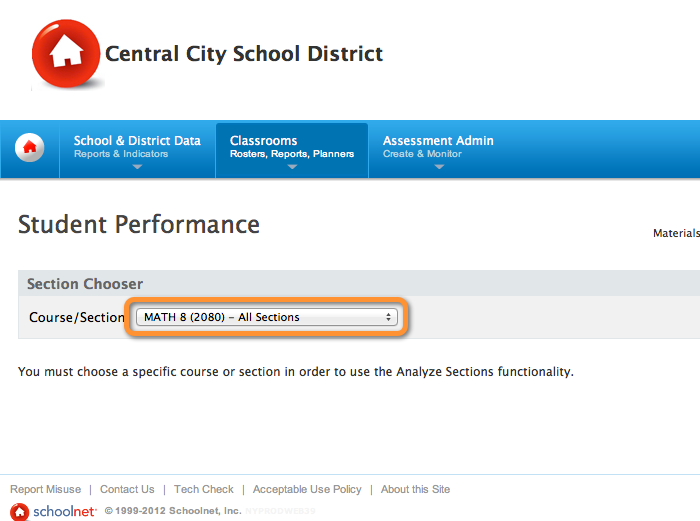 Central City School District
School & District Data
Reports & Indicators
Classrooms
Rosters, Reports, Planners
Assessment Admin
Create & Monitor
Student Performance
Materials
Section Chooser
Course/Section
MATH 8 (2080) – All Sections
You must choose a specific course or section in order to use the Analyze Sections functionality.
Report Misuse | Contact Us | Tech Check | Acceptable Use Policy | About this Site
schoolnet © 1999-2012 Schoolnet, Inc.